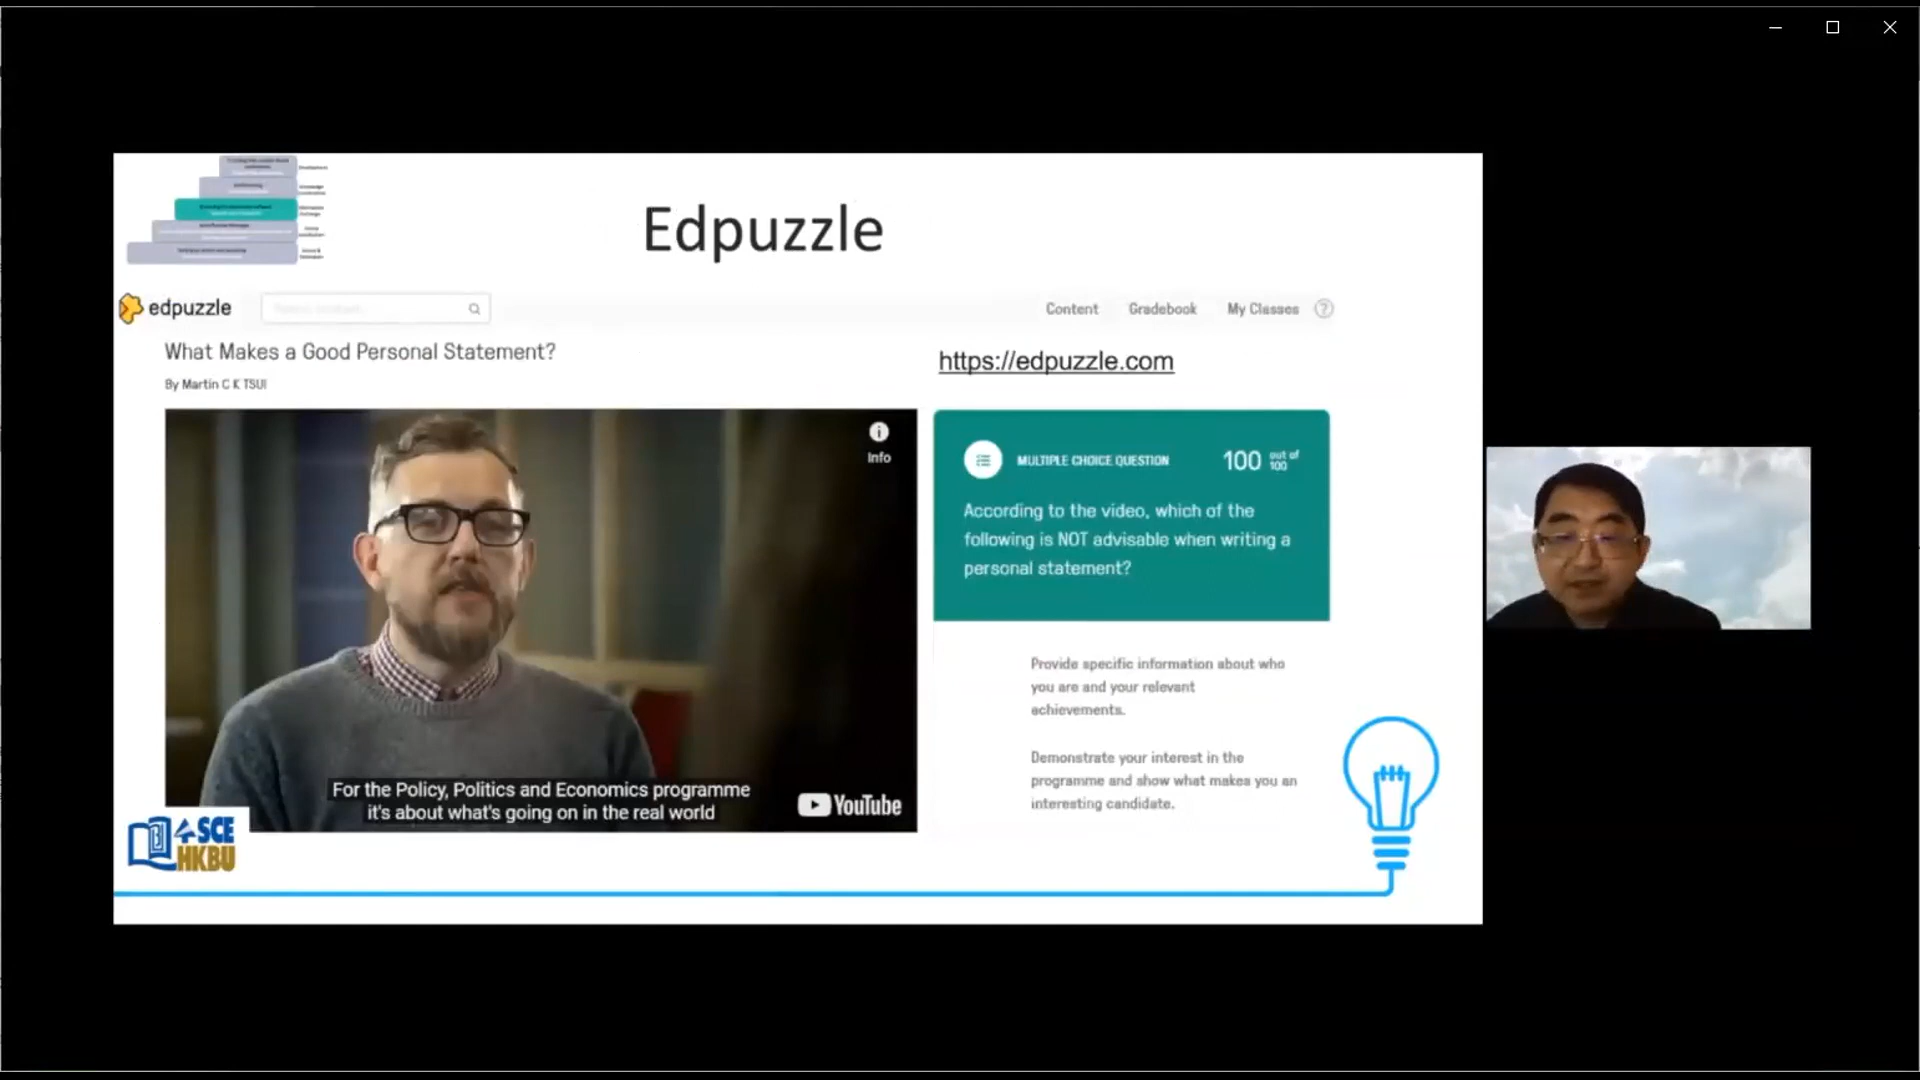 Edpuzzle
edpuzzle
Content
Gradebook
My Classes
?
What Makes a Good Personal Statement?
By Martin C K TSUI
https://edpuzzle.com
i
Info
MULTIPLE CHOICE QUESTION
100 out of 100
According to the video, which of the
following is NOT advisable when writing a
personal statement?
Provide specific information about who
you are and your relevant
achievements.
Demonstrate your interest in the
programme and show what makes you an
interesting candidate.
For the Policy, Politics and Economics programme
it's about what's going on in the real world
YouTube
SCE
HKBU